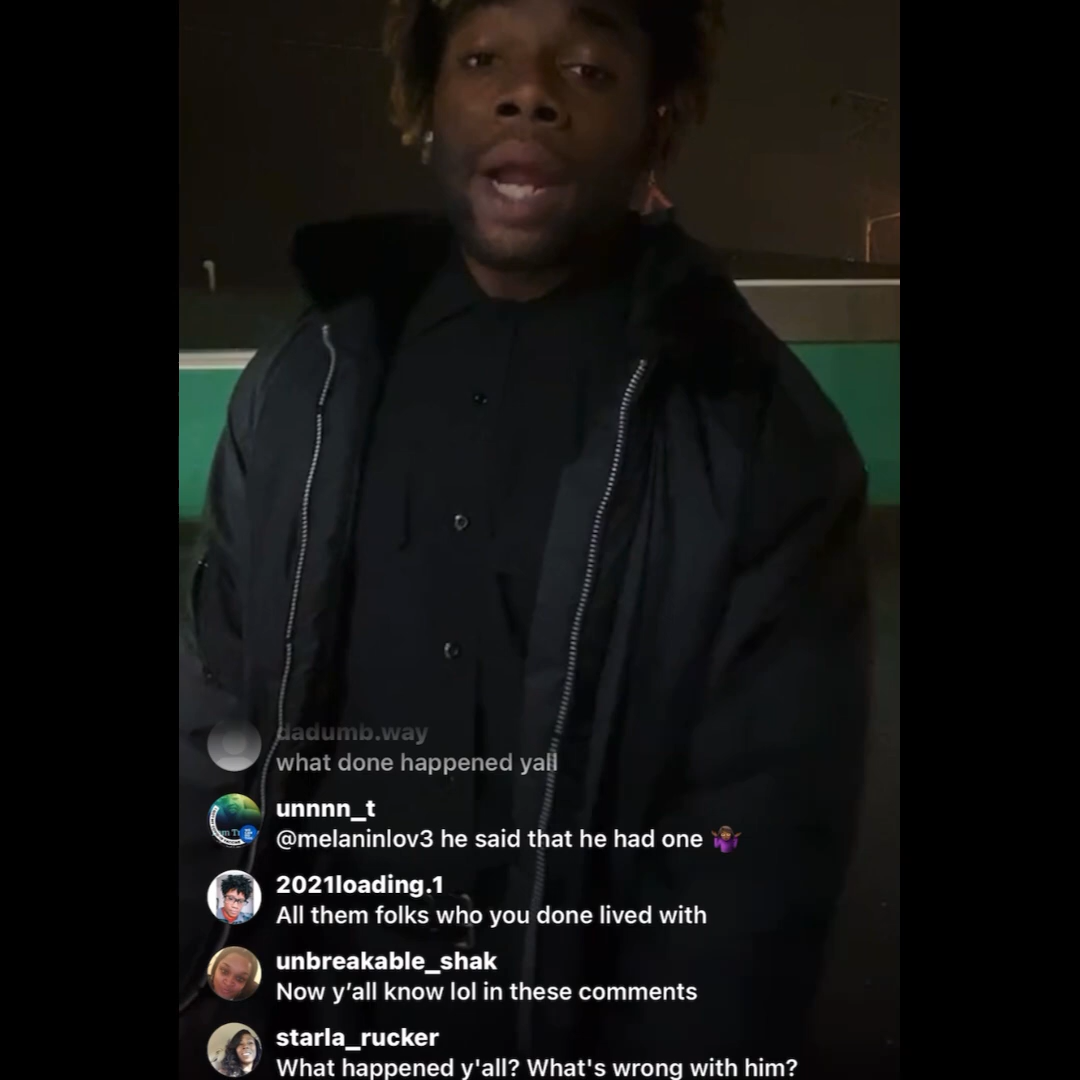 dadumb.way
what done happened yall
unnnn_t
@melaninlov3 he said that he had one 🤷🏾‍♀️
2021loading.1
All them folks who you done lived with
unbreakable_shak
Now y’all know lol in these comments
starla_rucker
What happened y'all? What's wrong with him?